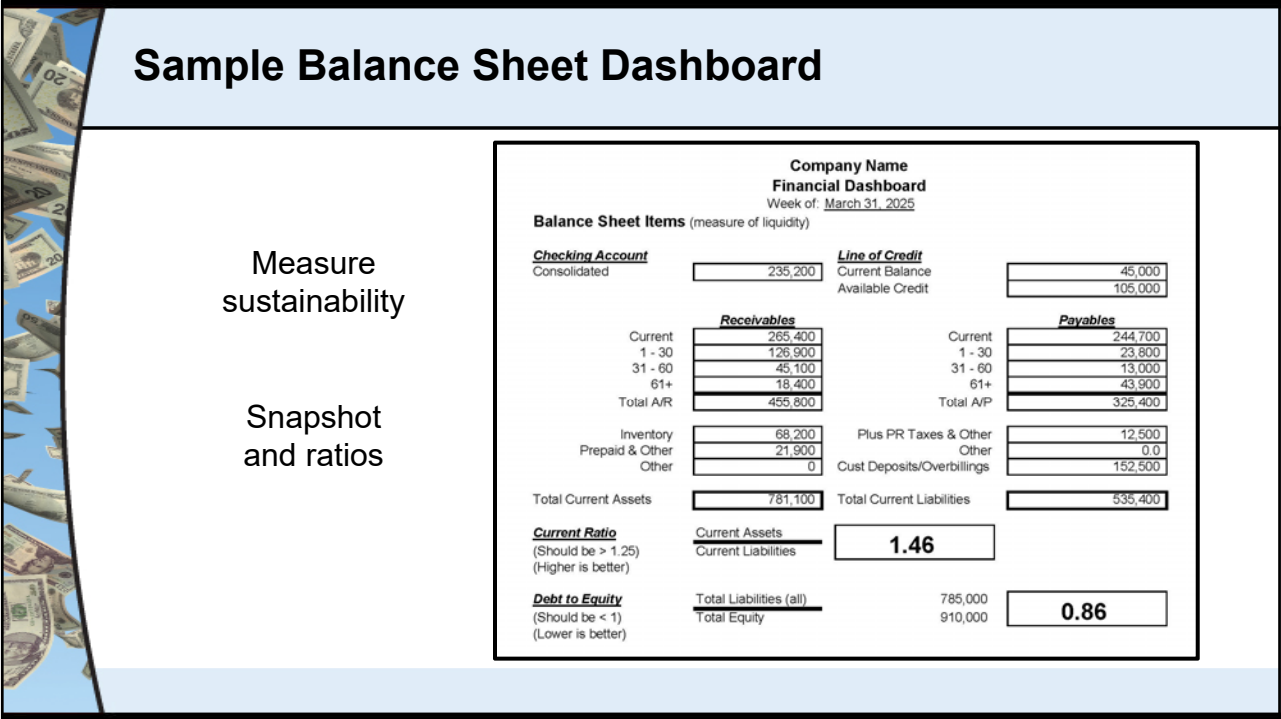 Sample Balance Sheet Dashboard
Measure
sustainability
Snapshot
and ratios
Company Name
Financial Dashboard
Week of: March 31, 2025
Balance Sheet Items (measure of liquidity)
Checking Account Line of Credit
Consolidated 235,200 Current Balance 45,000
Available Credit 105,000
Receivables Payables
Current 265,400 Current 244,700
1 - 30 126,900 1 - 30 23,800
31 - 60 45,100 31 - 60 13,000
61+ 18,400 61+ 43,900
Total A/R 455,800 Total A/P 325,400
Inventory 68,200 Plus PR Taxes & Other 12,500
Prepaid & Other 21,900 Other 0.0
Other 0 Cust Deposits/Overbillings 152,500
Total Current Assets 781,100 Total Current Liabilities 535,400
Current Ratio Current Assets 1.46
(Should be > 1.25) Current Liabilities
(Higher is better)
Debt to Equity Total Liabilities (all) 785,000 0.86
(Should be < 1) Total Equity 910,000
(Lower is better)